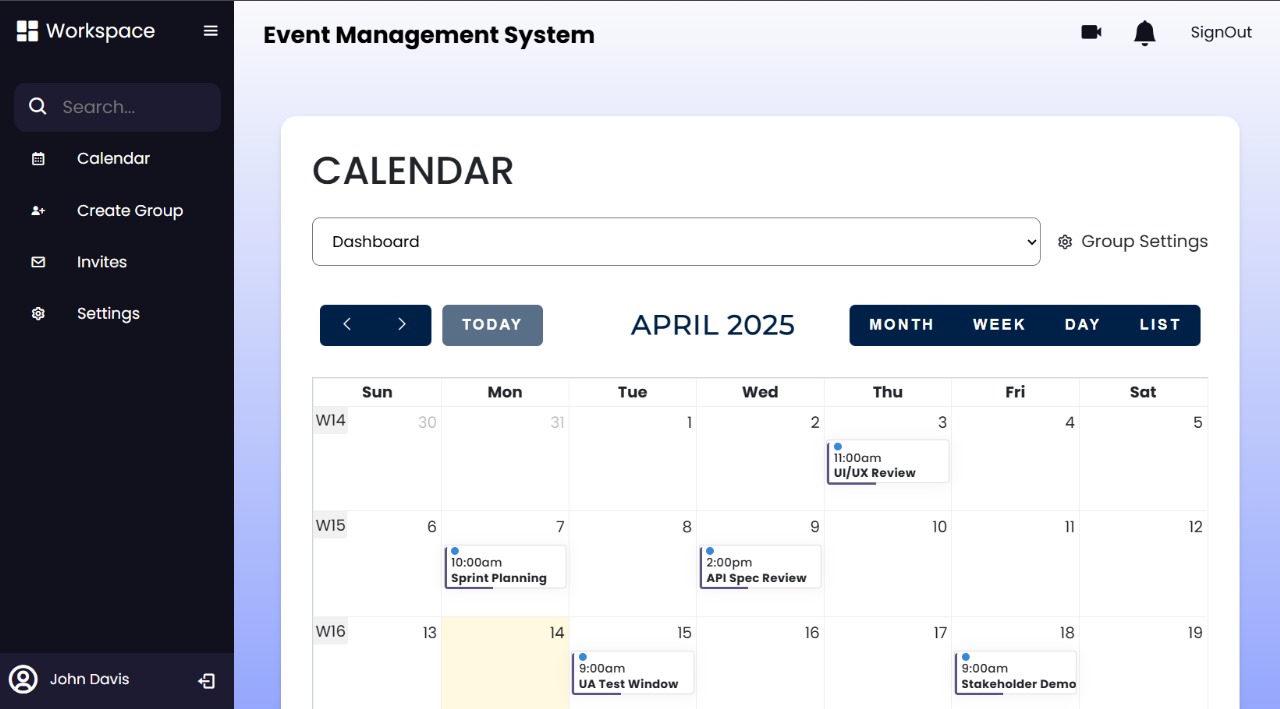 Workspace
Event Management System
SignOut
Search...
Calendar
Create Group
Invites
Settings
John Davis
CALENDAR
Dashboard
Group Settings
TODAY
APRIL 2025
MONTH WEEK DAY LIST
Sun Mon Tue Wed Thu Fri Sat
W14 30 31 1 2 3 4 5
11:00am
UI/UX Review
W15 6 7 8 9 10 11 12
10:00am
Sprint Planning
2:00pm
API Spec Review
W16 13 14 15 16 17 18 19
9:00am
UA Test Window
9:00am
Stakeholder Demo